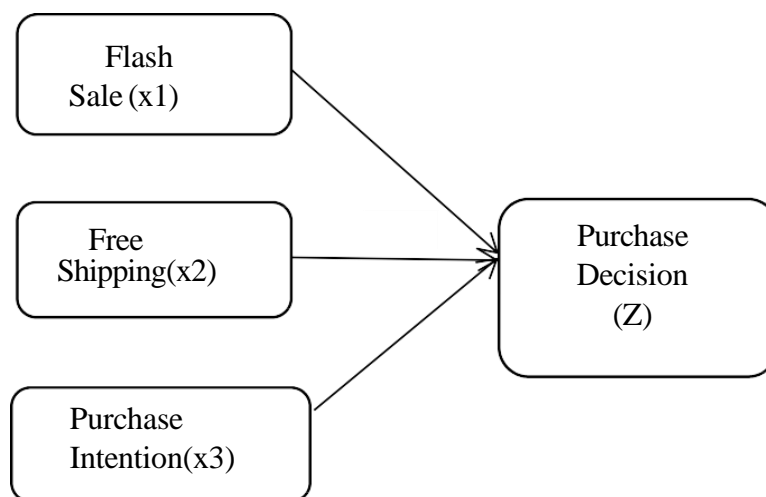 Flash
Sale (x1)
Free
Shipping(x2)
Purchase
Intention(x3)
Purchase
Decision
(Z)